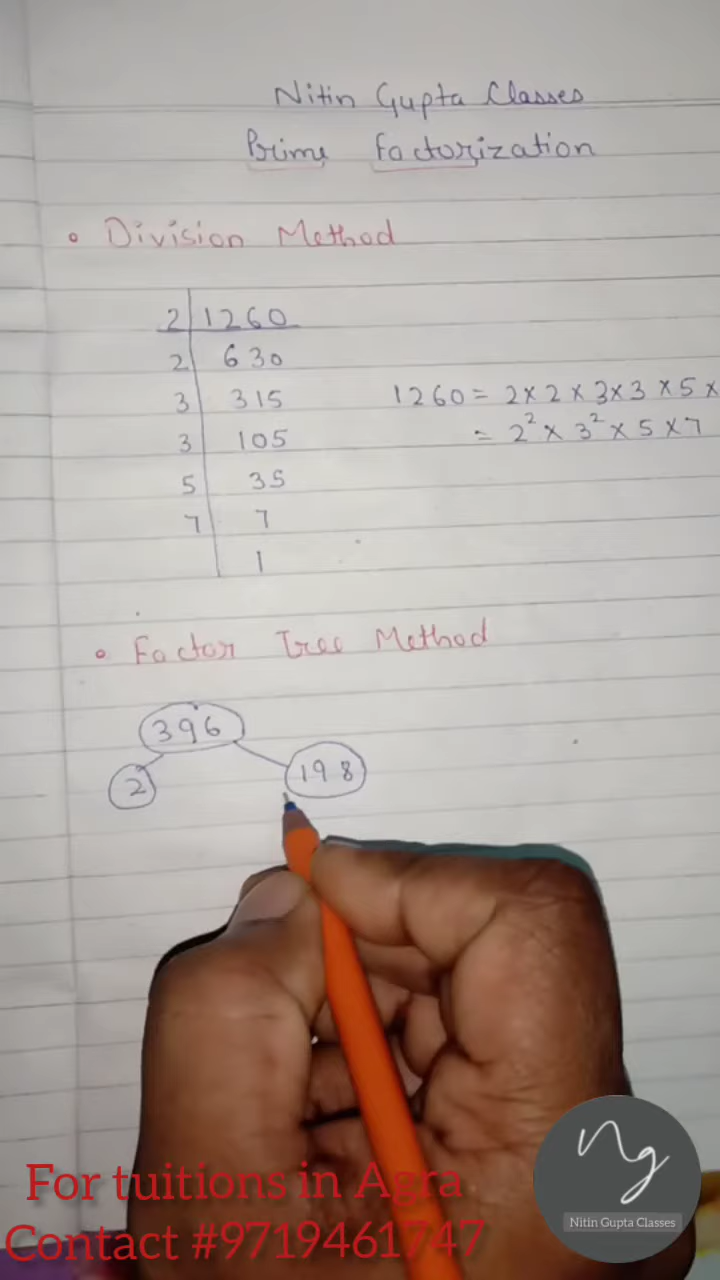 Nitin Gupta Classes
Prime Factorization
• Division Method
2 1260
2 630
3 315
3 105
5 35
7 7
1
1260 = 2 × 2 × 3 × 3 × 5 ×
= 2² × 3² × 5 × 7
• Factor Tree Method
396
2 198
For tuitions in Agra
Contact #9719461747
ng
Nitin Gupta Classes